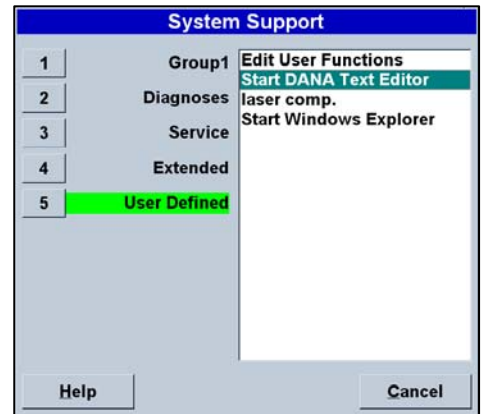 System Support
1 Group1
2 Diagnoses
3 Service
4 Extended
5 User Defined
Edit User Functions
Start DANA Text Editor
laser comp.
Start Windows Explorer
Help
Cancel